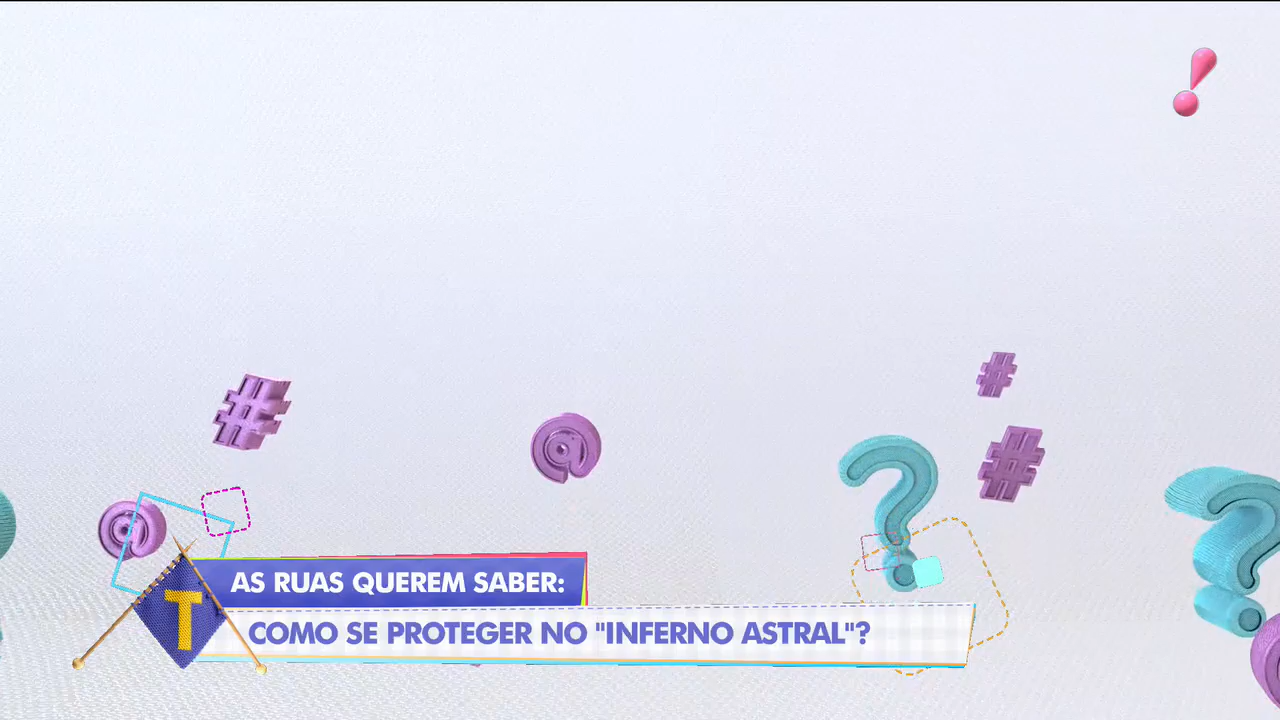 AS RUAS QUEREM SABER:
T
COMO SE PROTEGER NO "INFERNO ASTRAL"?